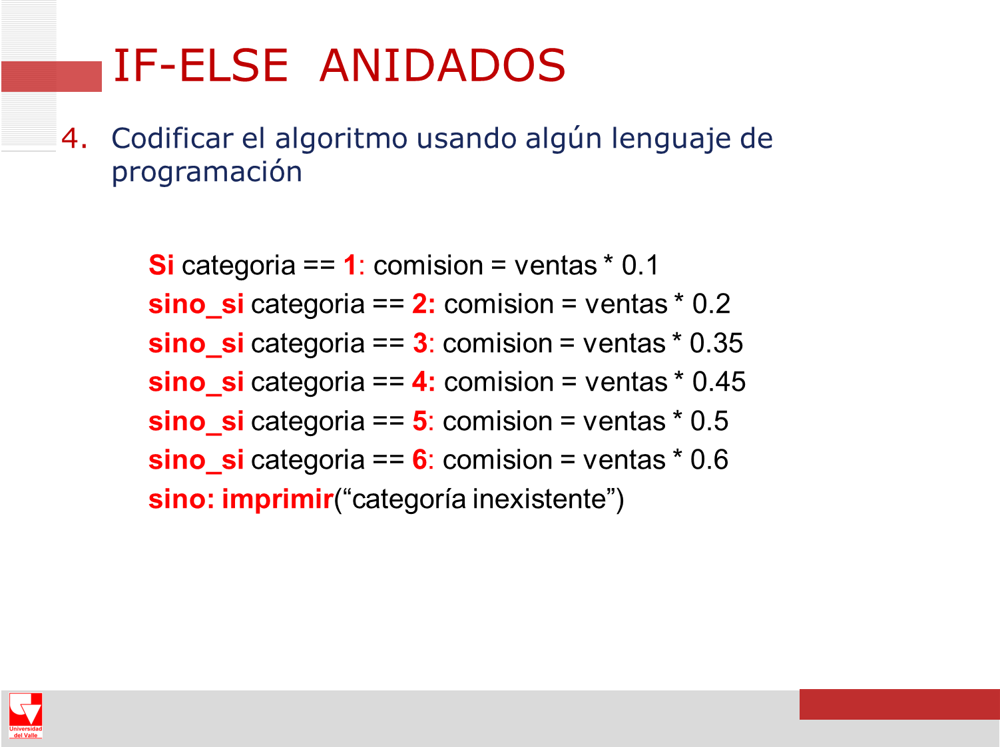 IF-ELSE ANIDADOS
4. Codificar el algoritmo usando algún lenguaje de
programación
Si categoria == 1: comision = ventas * 0.1
sino_si categoria == 2: comision = ventas * 0.2
sino_si categoria == 3: comision = ventas * 0.35
sino_si categoria == 4: comision = ventas * 0.45
sino_si categoria == 5: comision = ventas * 0.5
sino_si categoria == 6: comision = ventas * 0.6
sino: imprimir(“categoría inexistente”)
Universidad
del Valle